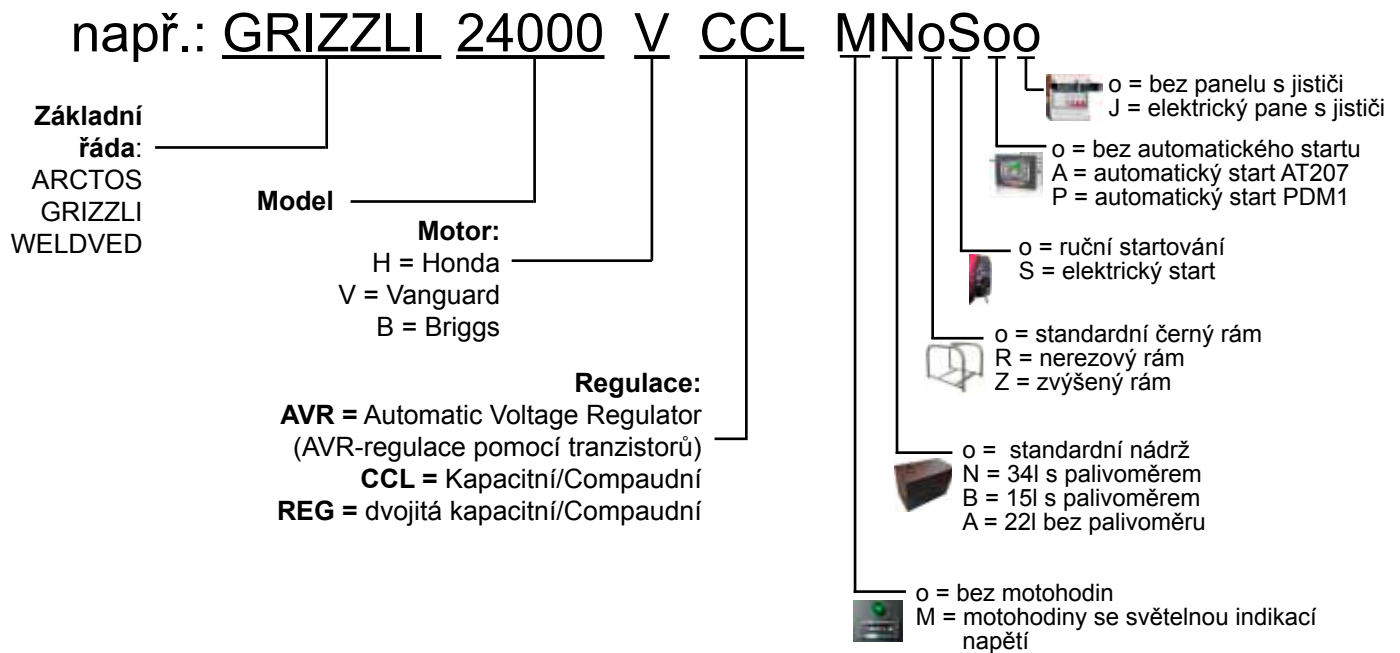 např.: GRIZZLI 24000 V CCL MNoSoo
o = bez panelu s jističi
J = elektrický pane s jističi
o = bez automatického startu
A = automatický start AT207
P = automatický start PDM1
o = ruční startování
S = elektrický start
o = standardní černý rám
R = nerezový rám
Z = zvýšený rám
o =  standardní nádrž
N = 34l s palivoměrem
B = 15l s palivoměrem
A = 22l bez palivoměru
o = bez motohodin
M = motohodiny se světelnou indikací
napětí
Základní
řáda:
ARCTOS
GRIZZLI
WELDVED
Model
Motor:
H = Honda
V = Vanguard
B = Briggs
Regulace:
AVR = Automatic Voltage Regulator
(AVR-regulace pomocí tranzistorů)
CCL = Kapacitní/Compaudní
REG = dvojitá kapacitní/Compaudní